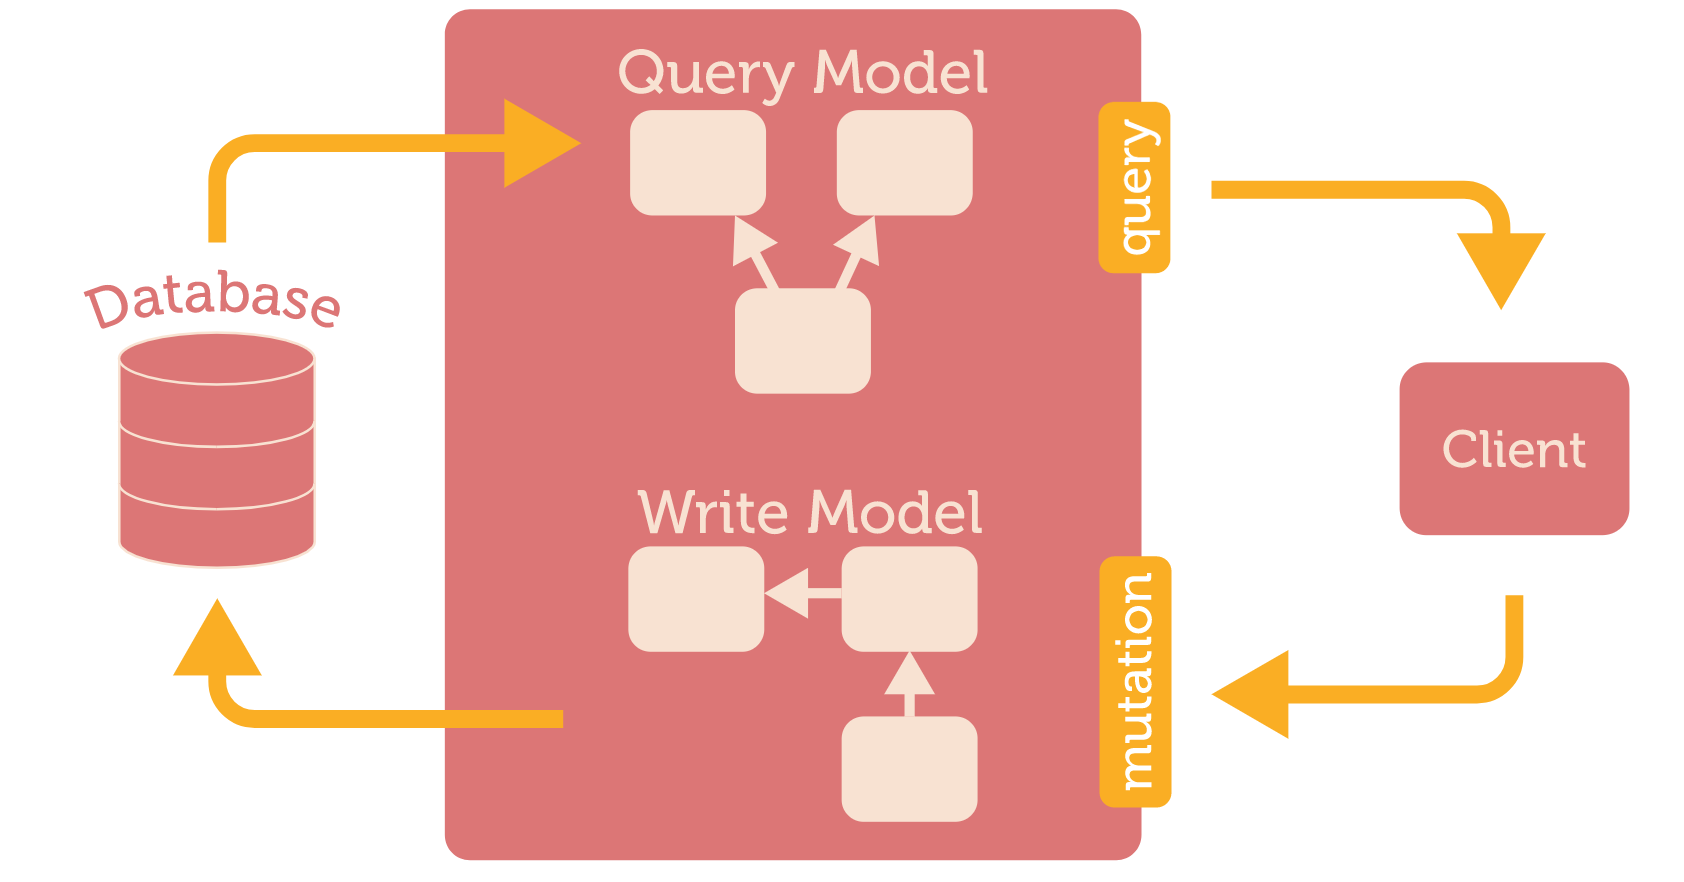 Query Model
query
Database
Client
Write Model
mutation